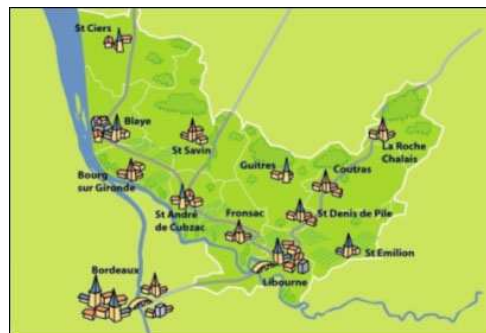 St Ciers
Blaye
St Savin
La Roche
Chalais
Guitres
Coutras
Bourg
sur Gironde
St André
de Cubzac
Fronsac
St Denis de Pile
St Emilion
Bordeaux
Libourne